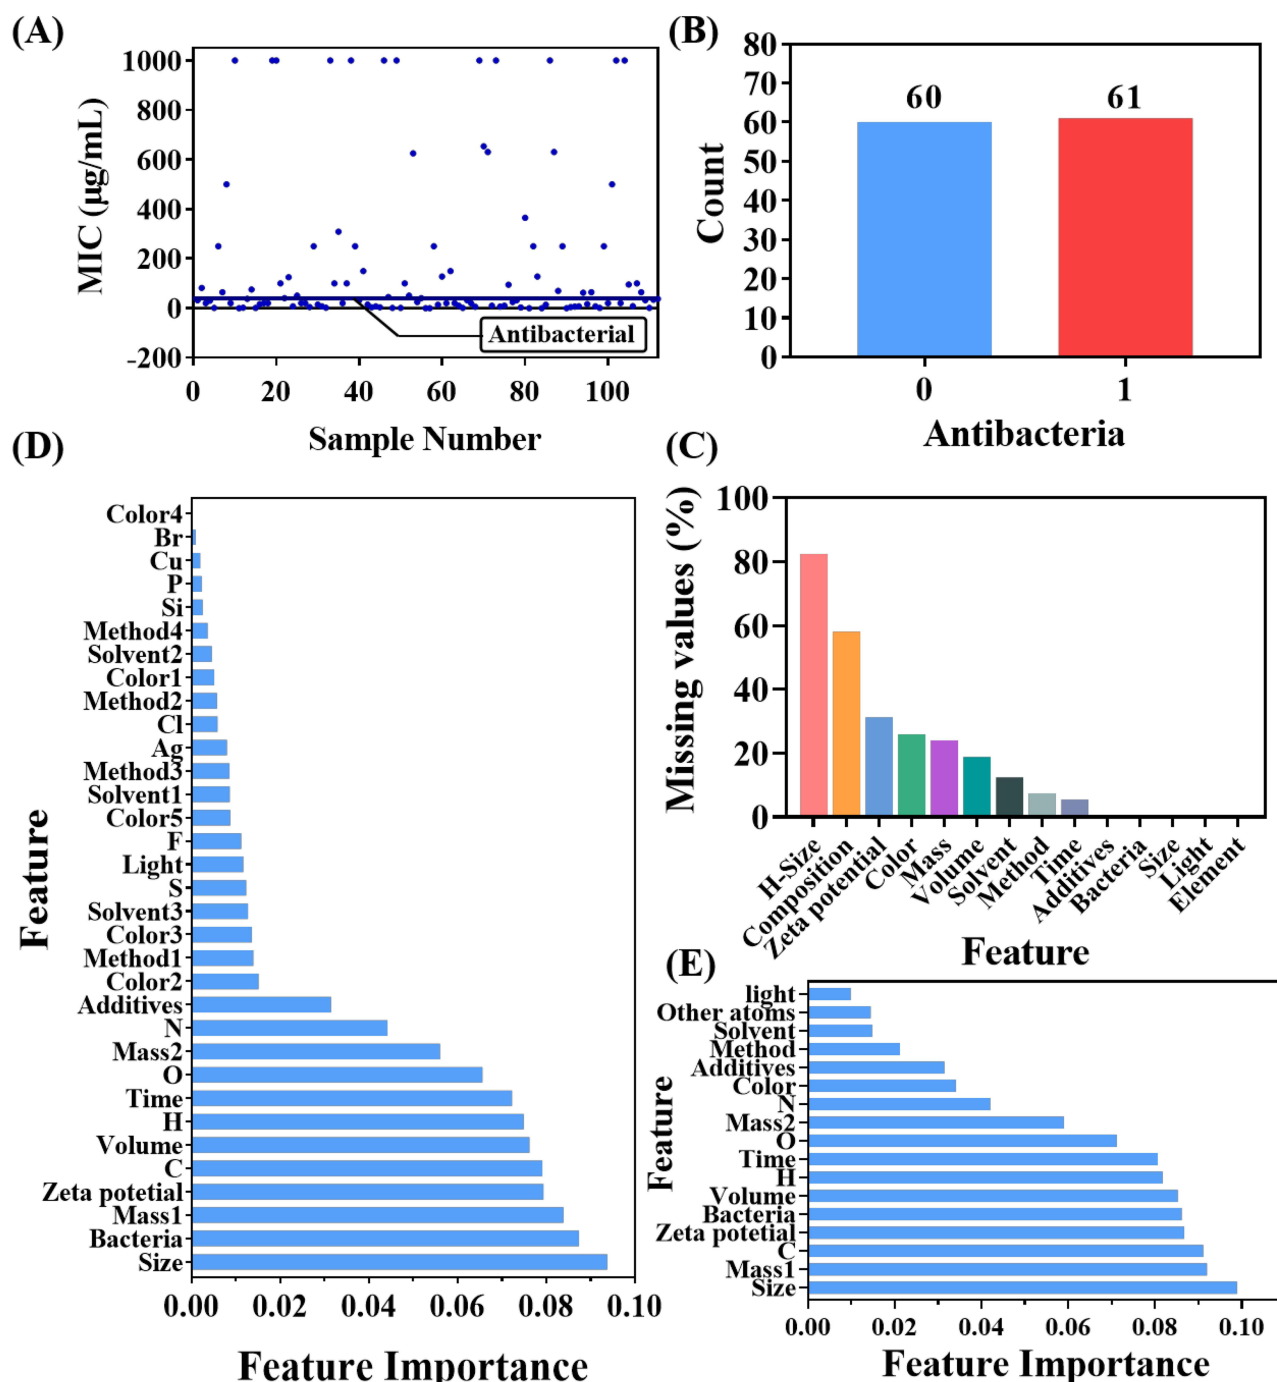 (A)
1000
800
600
400
200
0
-200
MIC (μg/mL)
Antibacterial
0 20 40 60 80 100
Sample Number
(B)
80
70
60
50
40
30
20
10
0
Count
60 61
0 1
Antibacteria
(D)
Color4
Br
Cu
P
Si
Method4
Solvent2
Color1
Method2
Cl
Ag
Method3
Solvent1
Color5
F
Light
S
Solvent3
Color3
Method1
Color2
Additives
N
Mass2
O
Time
H
Volume
C
Zeta potetial
Mass1
Bacteria
Size
Feature
0.00 0.02 0.04 0.06 0.08 0.10
Feature Importance
(C)
100
80
60
40
20
0
Missing values (%)
H-Size
Composition
Zeta potential
Color
Mass
Volume
Solvent
Method
Time
Additives
Bacteria
Size
Light
Element
Feature
(E)
light
Other atoms
Solvent
Method
Additives
Color
N
Mass2
O
Time
H
Volume
Bacteria
Zeta potetial
C
Mass1
Size
Feature
0.00 0.02 0.04 0.06 0.08 0.10
Feature Importance